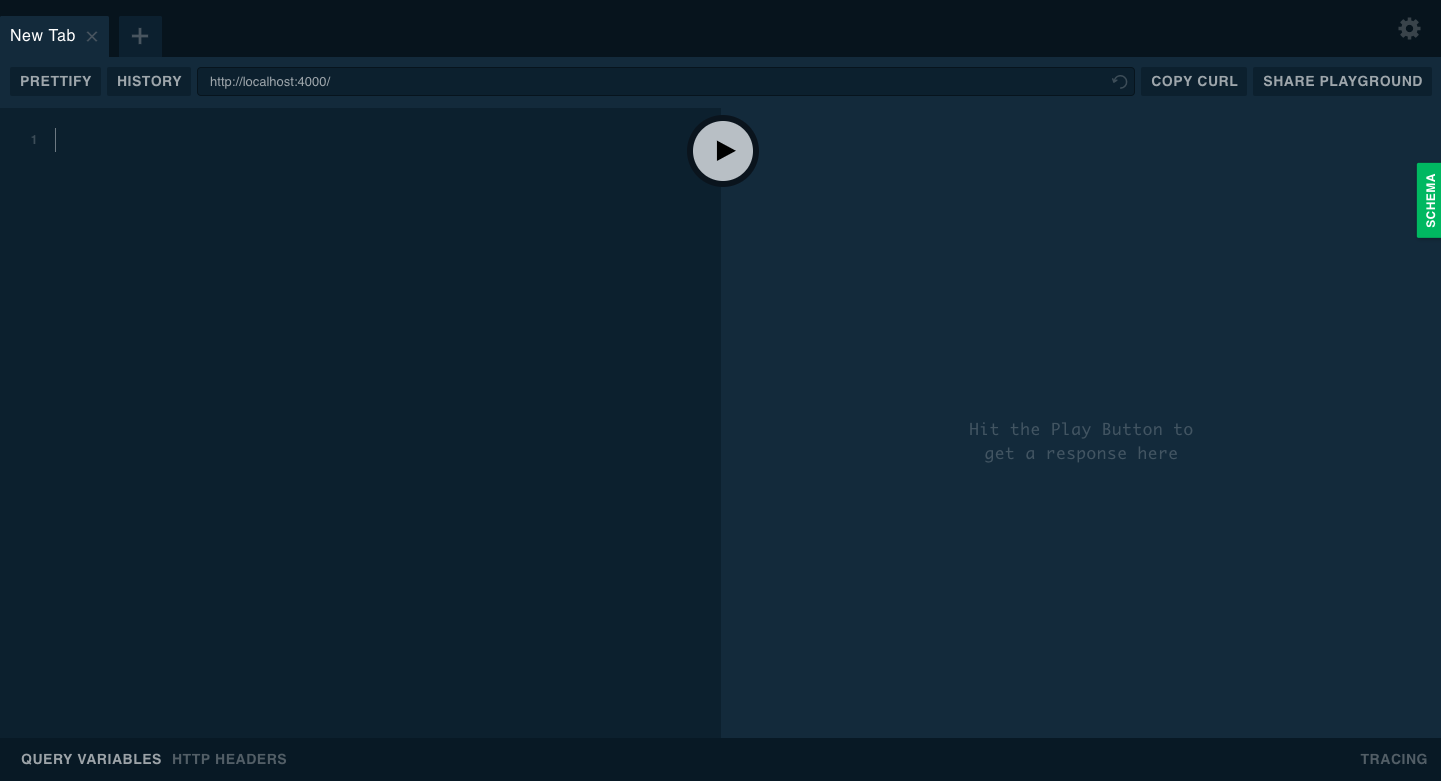 New Tab
PRETTIFY HISTORY http://localhost:4000/ COPY CURL SHARE PLAYGROUND
1
SCHEMA
Hit the Play Button to
get a response here
QUERY VARIABLES HTTP HEADERS TRACING